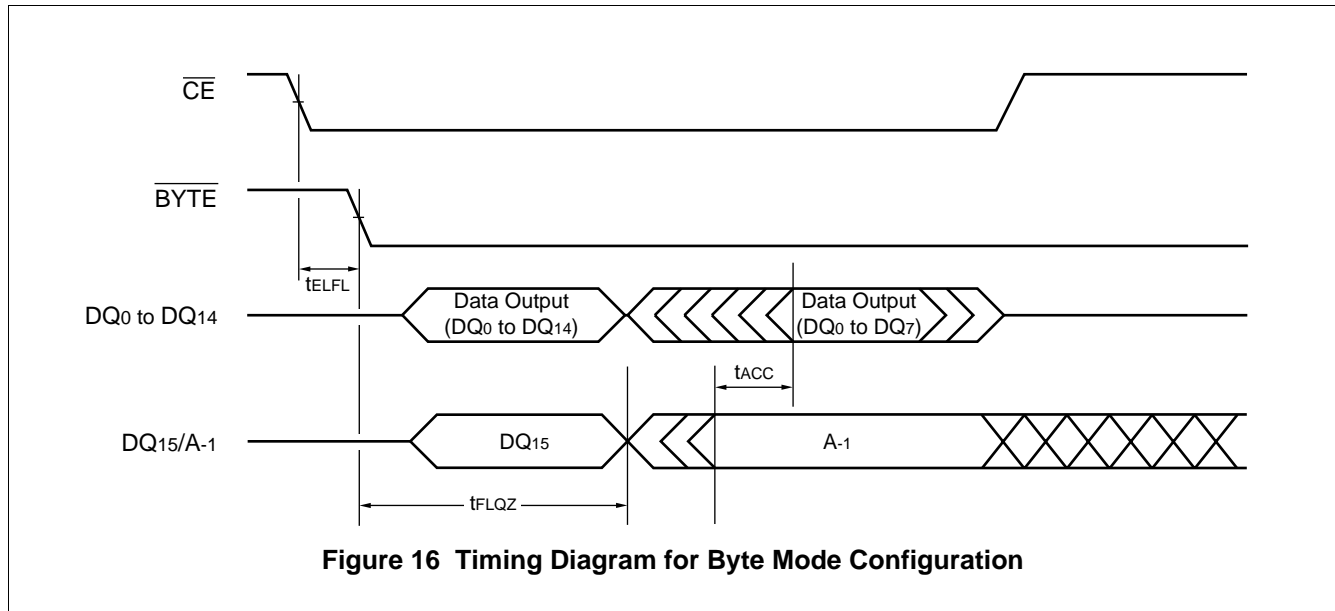 CE
BYTE
tELFL
DQ0 to DQ14
Data Output
(DQ0 to DQ14)
Data Output
(DQ0 to DQ7)
tACC
DQ15/A-1
DQ15
A-1
tFLQZ
Figure 16 Timing Diagram for Byte Mode Configuration